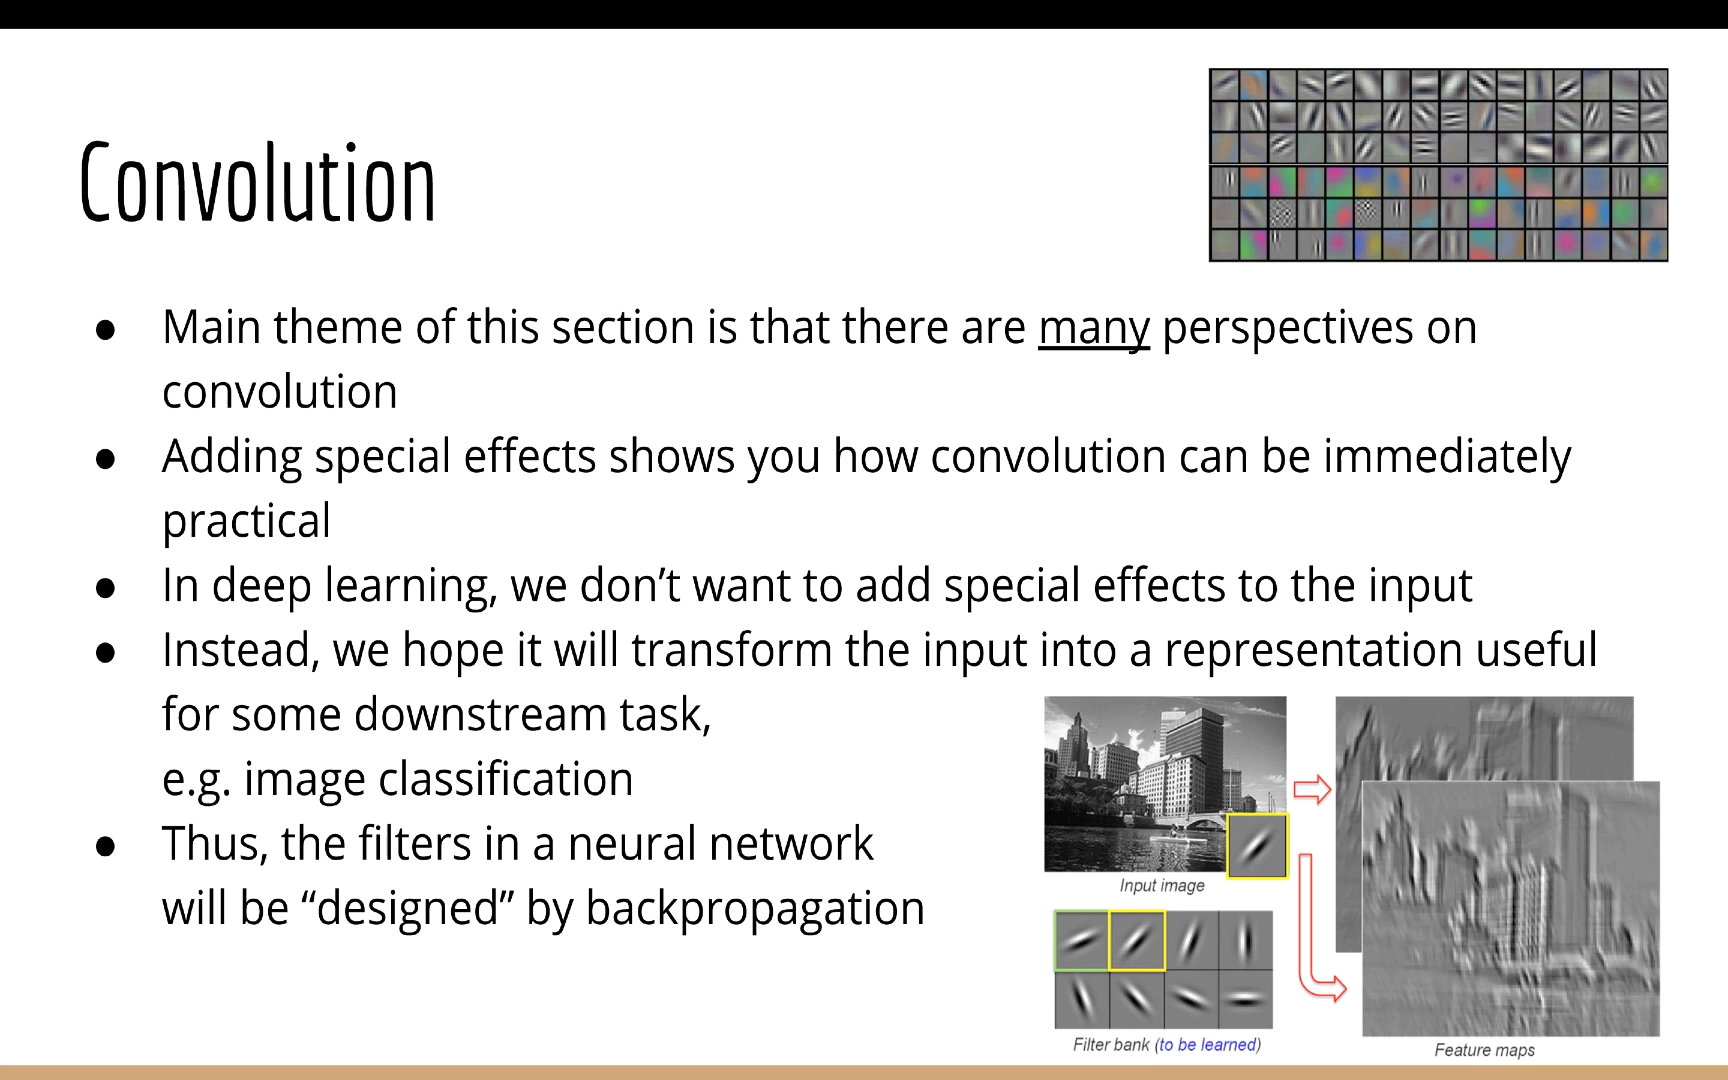 Convolution
● Main theme of this section is that there are many perspectives on
convolution
● Adding special effects shows you how convolution can be immediately
practical
● In deep learning, we don’t want to add special effects to the input
● Instead, we hope it will transform the input into a representation useful
for some downstream task,
e.g. image classification
● Thus, the filters in a neural network
will be “designed” by backpropagation
Input image
Filter bank (to be learned)
Feature maps